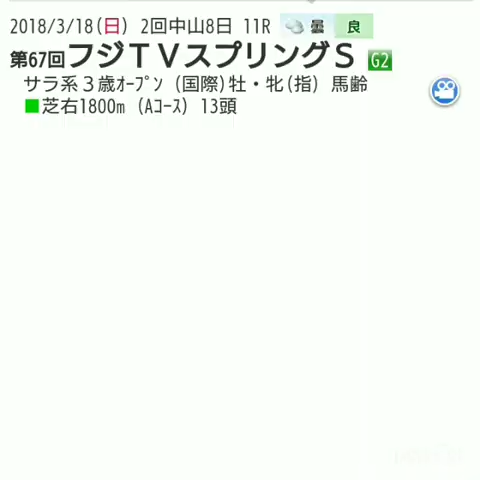 2018/3/18(日) 2回中山8日 11R 曇 良
第67回フジTVスプリングS G2
サラ系3歳オープン (国際)牡・牝(指) 馬齢
■芝右1800m (Aコース) 13頭